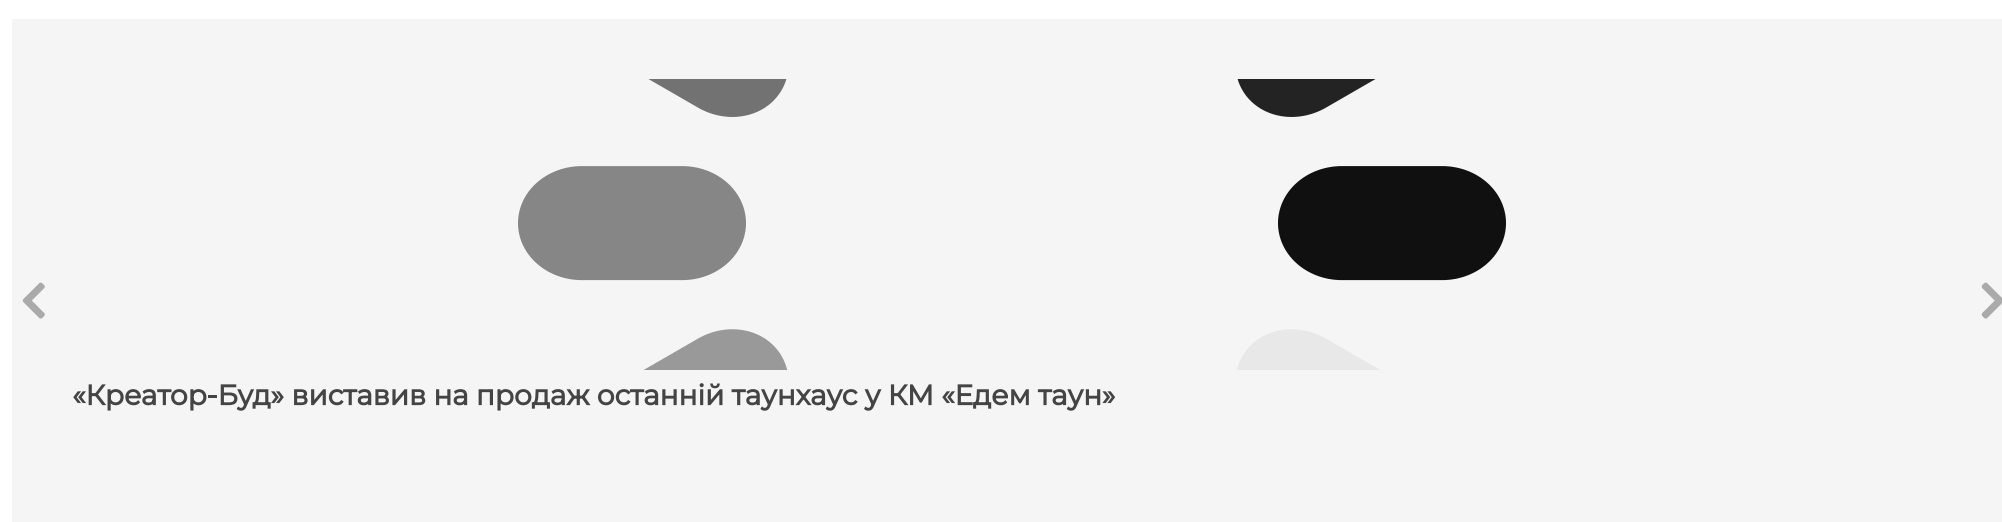 «Креатор-Буд» виставив на продаж останній таунхаус у КМ «Едем таун»